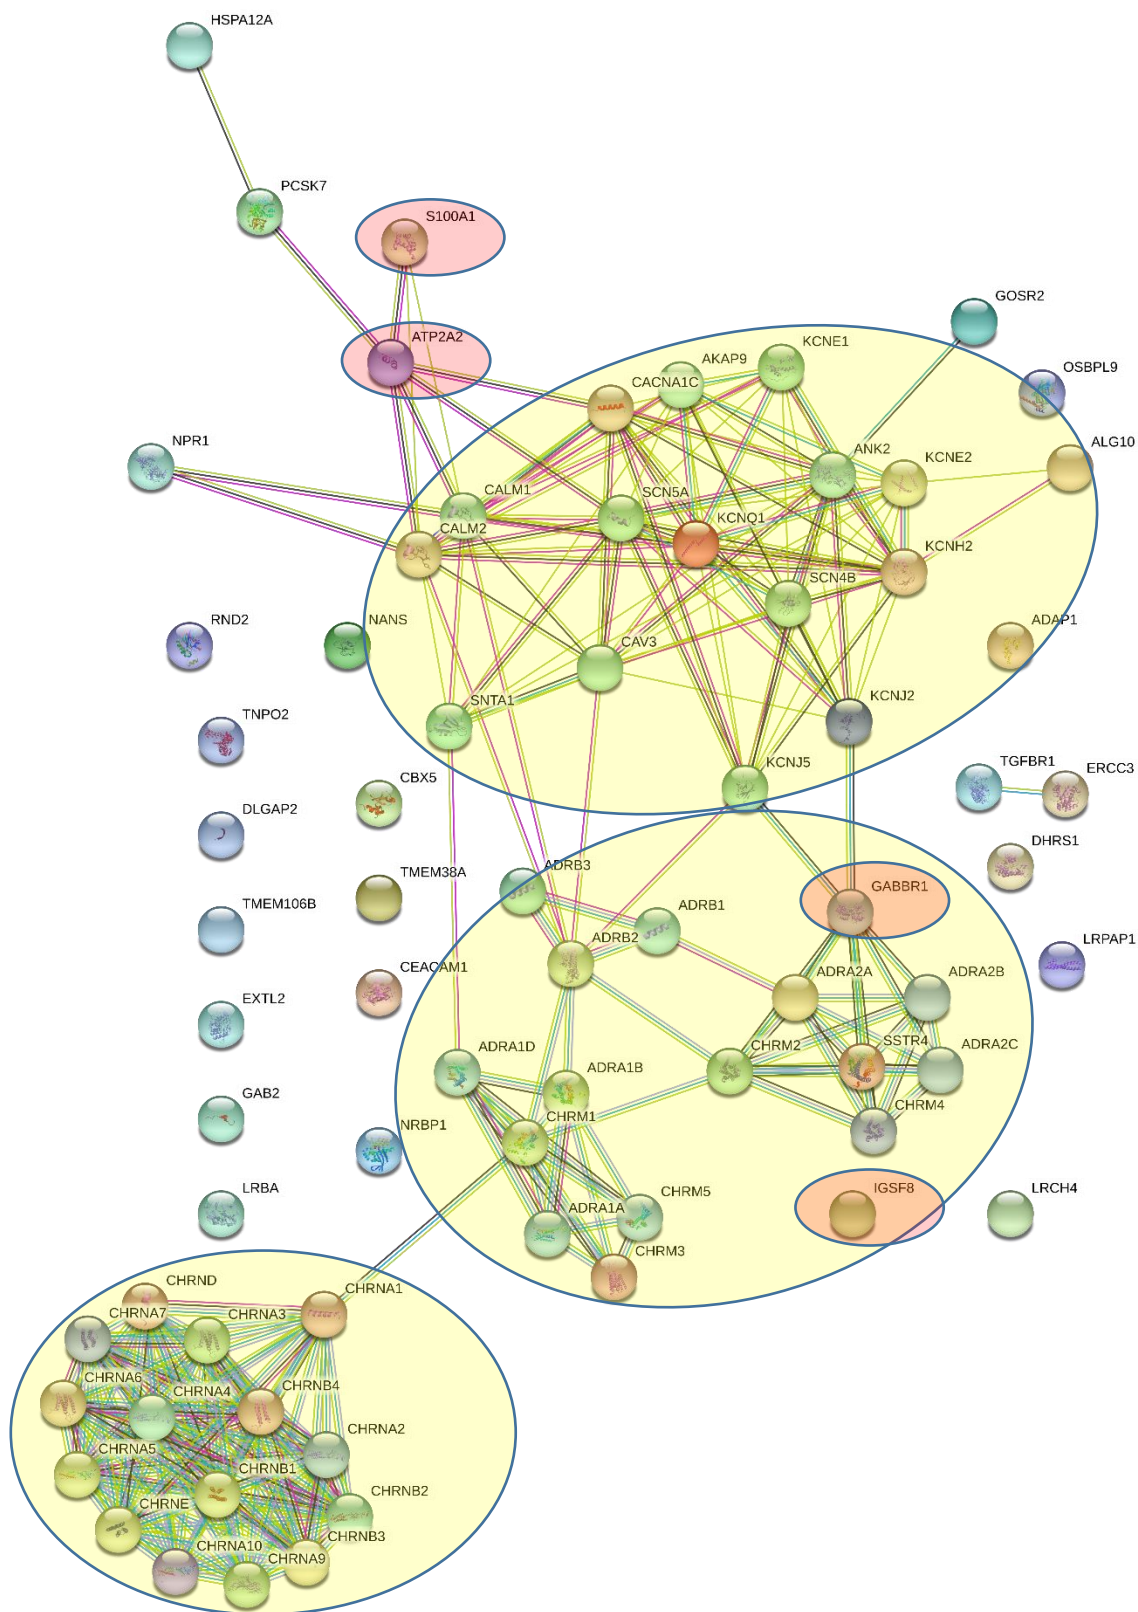 HSPA12A
PCSK7
S100A1
GOSR2
ATP2A2
KCNE1
AKAP9
OSBPL9
CACNA1C
ALG10
NPR1
ANK2
KCNE2
CALM1
SCN5A
KCNQ1
CALM2
KCNH2
SCN4B
RND2
NANS
ADAP1
CAV3
SNTA1
KCNJ2
TNPO2
CBX5
KCNJ5
TGFBR1
ERCC3
DLGAP2
DHRS1
ADRB3
TMEM38A
GABBR1
ADRB1
TMEM106B
ADRB2
LRPAP1
CEACAM1
ADRA2A
ADRA2B
EXTL2
CHRM2
SSTR4
ADRA2C
ADRA1D
ADRA1B
GAB2
CHRM1
CHRM4
NRBP1
LRBA
CHRM5
IGSF8
LRCH4
ADRA1A
CHRM3
CHRND
CHRNA1
CHRNA7
CHRNA3
CHRNA6
CHRNA4
CHRNB4
CHRNA2
CHRNA5
CHRNB1
CHRNE
CHRNB2
CHRNB3
CHRNA10
CHRNA9